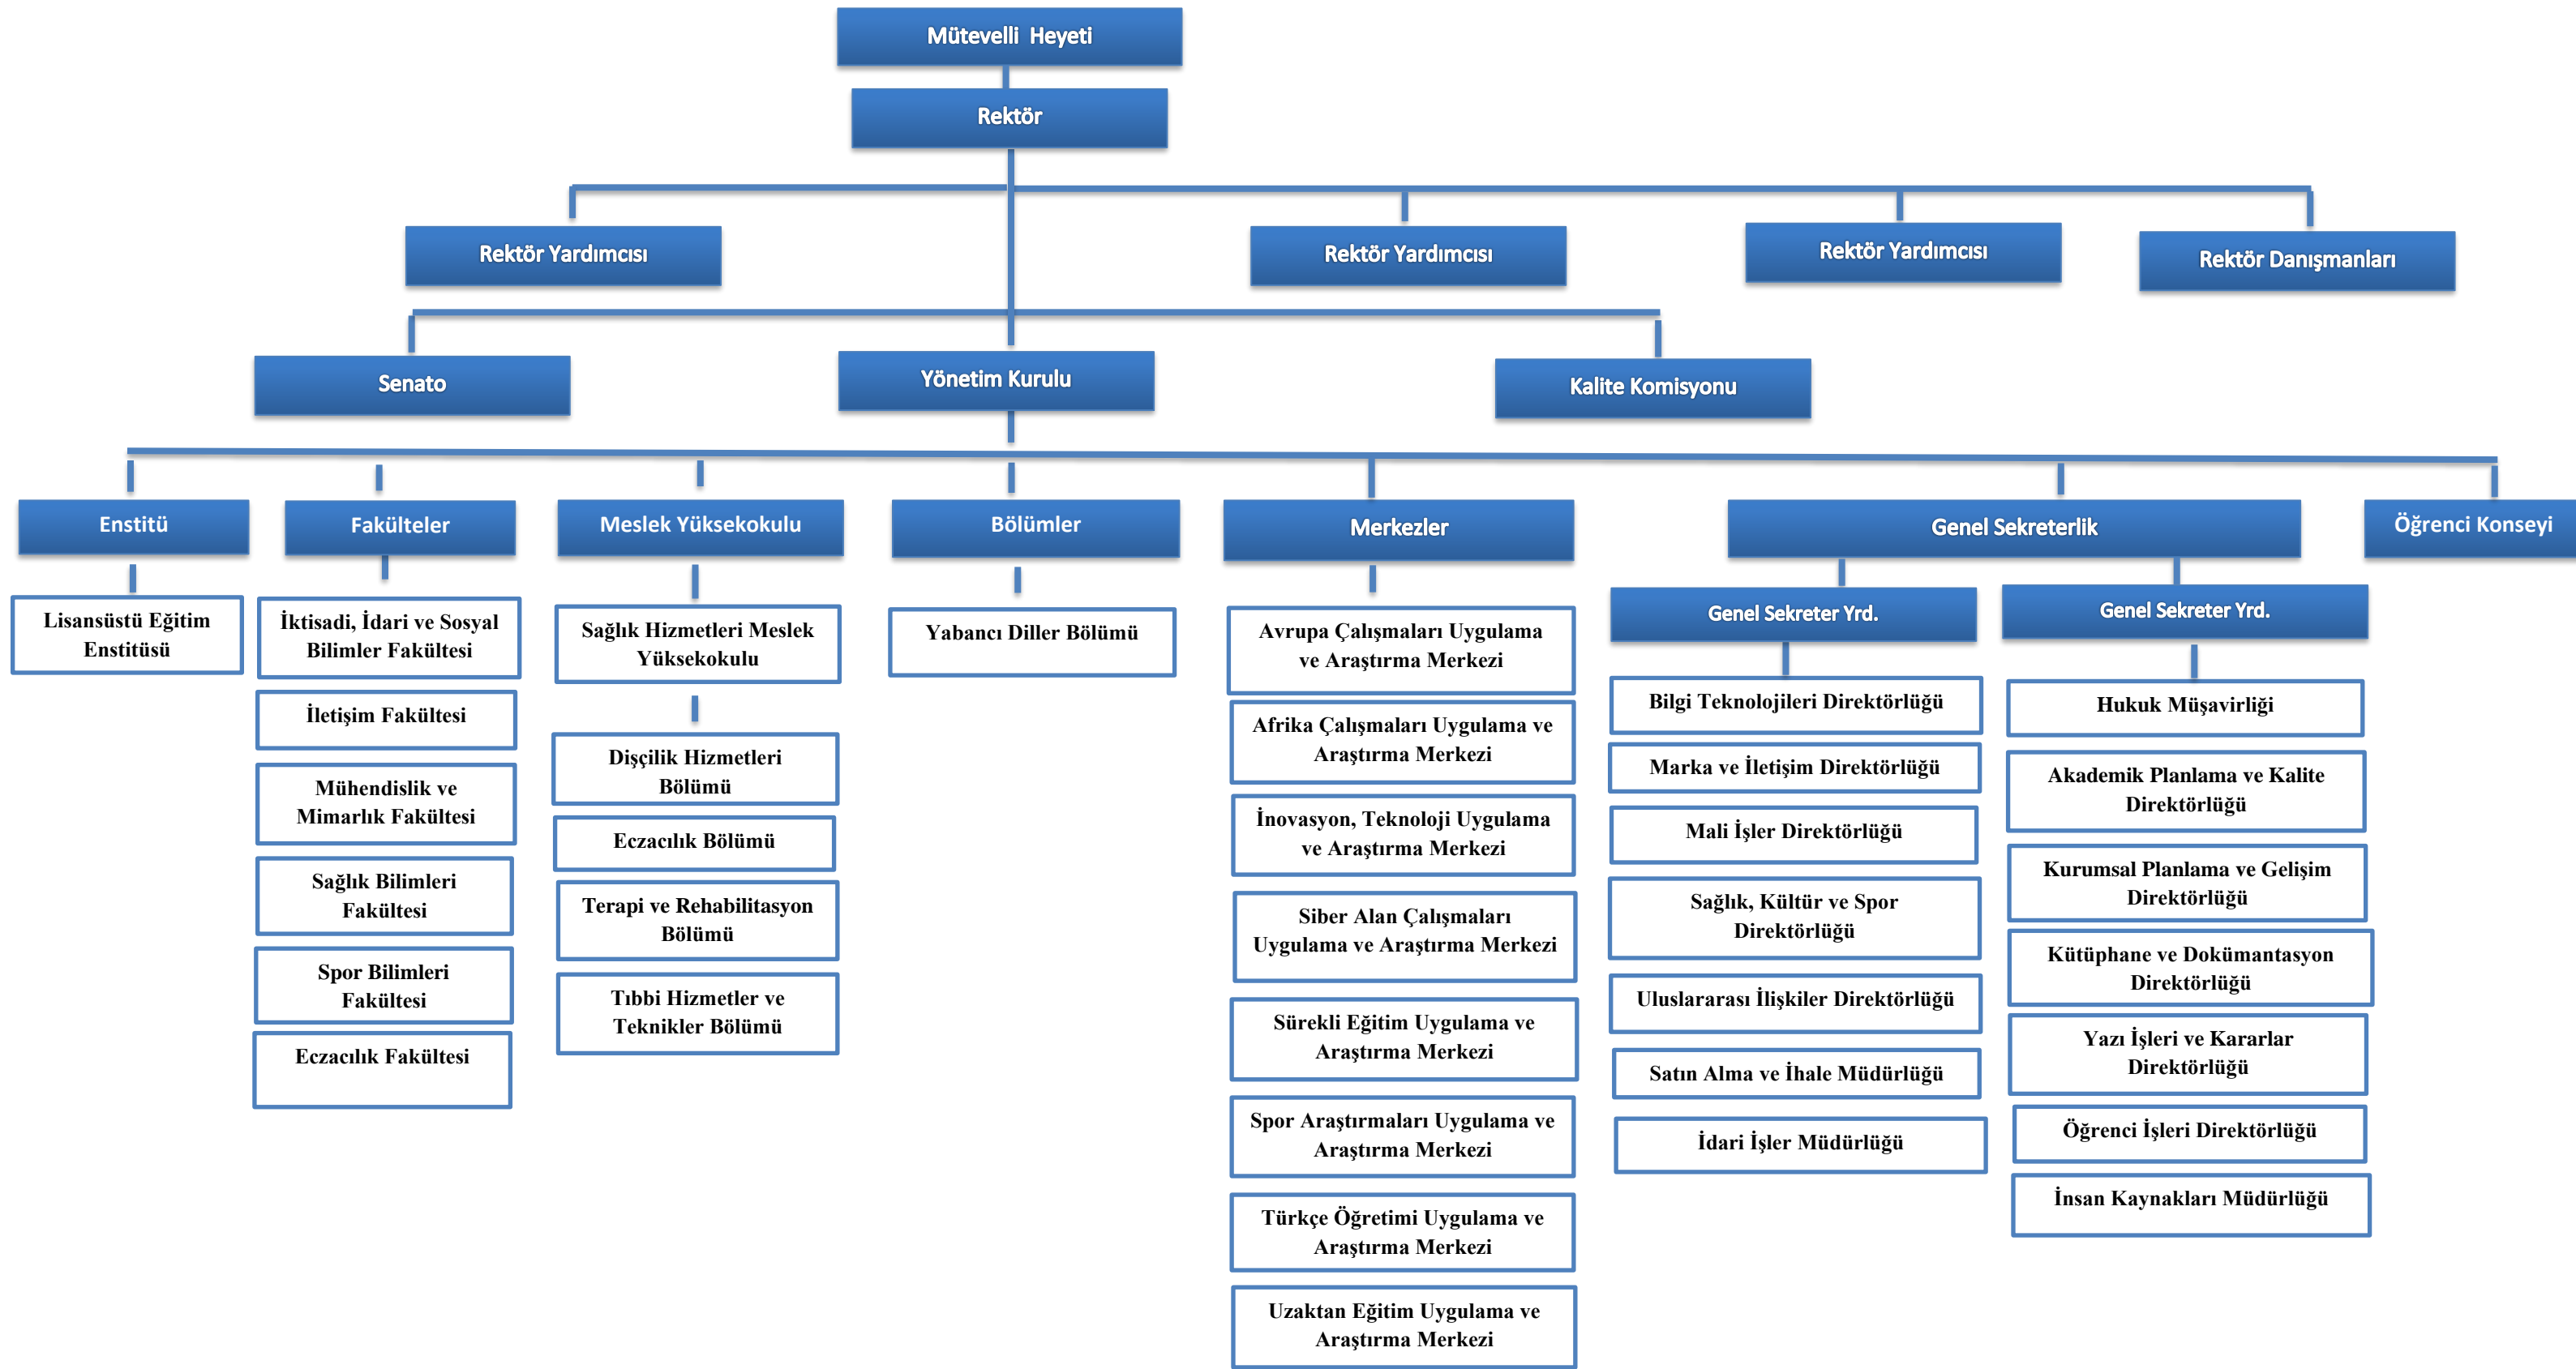 Mütevelli  Heyeti
Rektör
Rektör Yardımcısı
Rektör Yardımcısı
Rektör Yardımcısı
Rektör Danışmanları
Senato
Yönetim Kurulu
Kalite Komisyonu
Enstitü
Fakülteler
Meslek Yüksekokulu
Bölümler
Merkezler
Genel Sekreterlik
Öğrenci Konseyi
Lisansüstü Eğitim
Enstitüsü
İktisadi, İdari ve Sosyal
Bilimler Fakültesi
İletişim Fakültesi
Mühendislik ve
Mimarlık Fakültesi
Sağlık Bilimleri
Fakültesi
Spor Bilimleri
Fakültesi
Eczacılık Fakültesi
Sağlık Hizmetleri Meslek
Yüksekokulu
Dişçilik Hizmetleri
Bölümü
Eczacılık Bölümü
Terapi ve Rehabilitasyon
Bölümü
Tıbbi Hizmetler ve
Teknikler Bölümü
Yabancı Diller Bölümü
Avrupa Çalışmaları Uygulama
ve Araştırma Merkezi
Afrika Çalışmaları Uygulama ve
Araştırma Merkezi
İnovasyon, Teknoloji Uygulama
ve Araştırma Merkezi
Siber Alan Çalışmaları
Uygulama ve Araştırma Merkezi
Sürekli Eğitim Uygulama ve
Araştırma Merkezi
Spor Araştırmaları Uygulama ve
Araştırma Merkezi
Türkçe Öğretimi Uygulama ve
Araştırma Merkezi
Uzaktan Eğitim Uygulama ve
Araştırma Merkezi
Genel Sekreter Yrd.
Bilgi Teknolojileri Direktörlüğü
Marka ve İletişim Direktörlüğü
Mali İşler Direktörlüğü
Sağlık, Kültür ve Spor
Direktörlüğü
Uluslararası İlişkiler Direktörlüğü
Satın Alma ve İhale Müdürlüğü
İdari İşler Müdürlüğü
Genel Sekreter Yrd.
Hukuk Müşavirliği
Akademik Planlama ve Kalite
Direktörlüğü
Kurumsal Planlama ve Gelişim
Direktörlüğü
Kütüphane ve Dokümantasyon
Direktörlüğü
Yazı İşleri ve Kararlar
Direktörlüğü
Öğrenci İşleri Direktörlüğü
İnsan Kaynakları Müdürlüğü